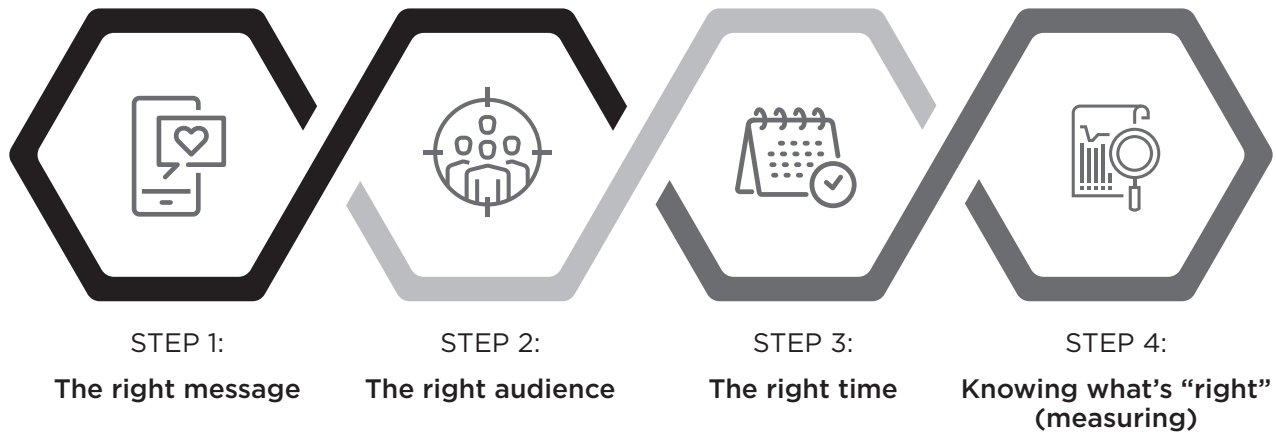 STEP 1:
The right message
STEP 2:
The right audience
STEP 3:
The right time
STEP 4:
Knowing what’s “right”
(measuring)